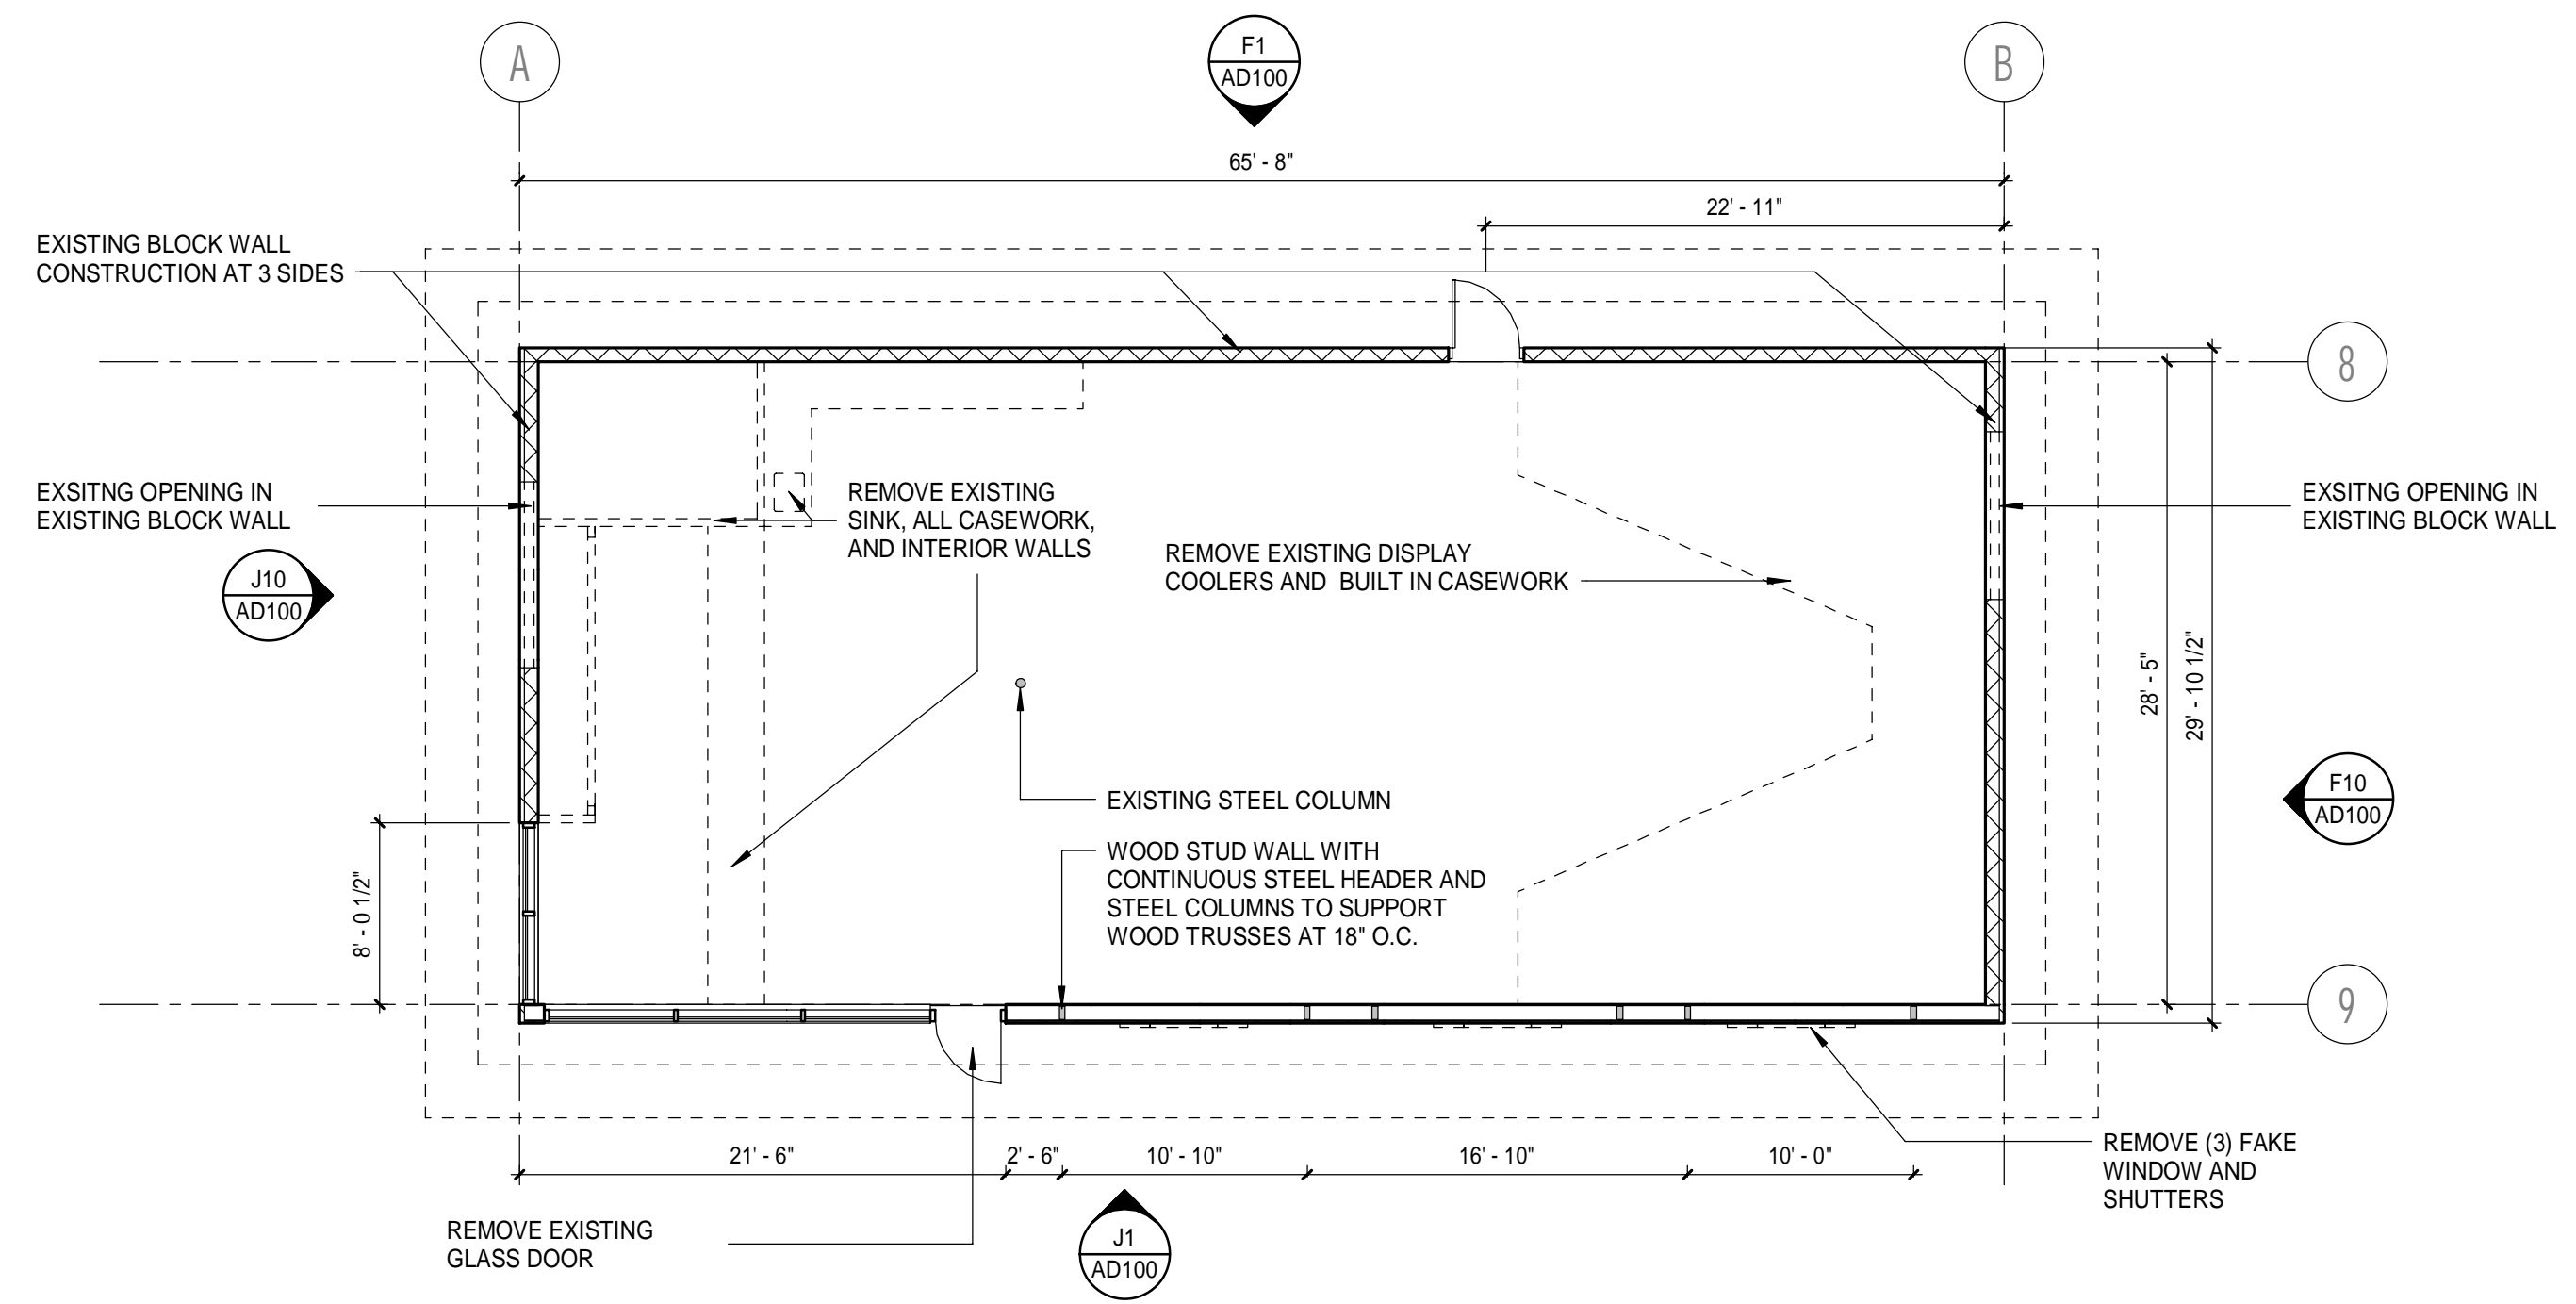 A
F1
AD100
B
65' - 8"
22' - 11"
EXISTING BLOCK WALL
CONSTRUCTION AT 3 SIDES
8
EXSITNG OPENING IN
EXISTING BLOCK WALL
REMOVE EXISTING
SINK, ALL CASEWORK,
AND INTERIOR WALLS
REMOVE EXISTING DISPLAY
COOLERS AND BUILT IN CASEWORK
EXSITNG OPENING IN
EXISTING BLOCK WALL
J10
AD100
28' - 5"
29' - 10 1/2"
EXISTING STEEL COLUMN
F10
AD100
WOOD STUD WALL WITH
CONTINUOUS STEEL HEADER AND
STEEL COLUMNS TO SUPPORT
WOOD TRUSSES AT 18" O.C.
8' - 0 1/2"
9
21' - 6"
2' - 6"
10' - 10"
16' - 10"
10' - 0"
REMOVE (3) FAKE
WINDOW AND
SHUTTERS
REMOVE EXISTING
GLASS DOOR
J1
AD100